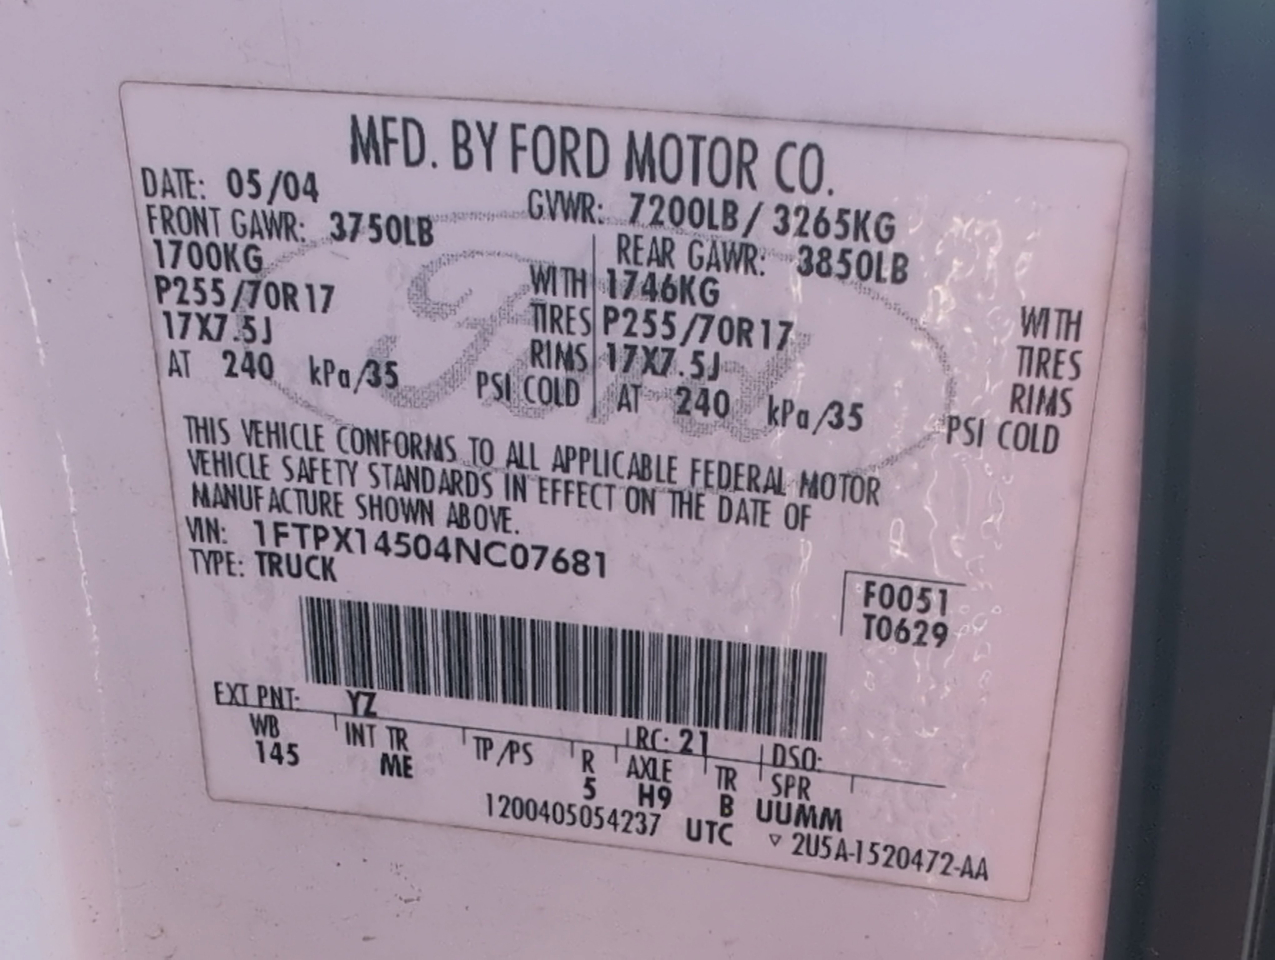 MFD. BY FORD MOTOR CO.
DATE: 05/04 GVWR: 7200LB/ 3265KG
FRONT GAWR: 3750LB REAR GAWR: 3850LB
1700KG WITH 1746KG WITH
P255/70R17 TIRES P255/70R17 TIRES
17X7.5J RIMS 17X7.5J RIMS
AT 240 kPa/35 PSI COLD AT 240 kPa/35 PSI COLD
THIS VEHICLE CONFORMS TO ALL APPLICABLE FEDERAL MOTOR
VEHICLE SAFETY STANDARDS IN EFFECT ON THE DATE OF
MANUFACTURE SHOWN ABOVE.
VIN: 1FTPX14504NC07681
TYPE: TRUCK
F0051
T0629
EXT PNT: YZ RC: 21 DSO:
WB INT TR TP/PS R AXLE TR SPR
145 ME 5 H9 B UUMM
1200405054237 UTC ▽ 2U5A-1520472-AA
Ford